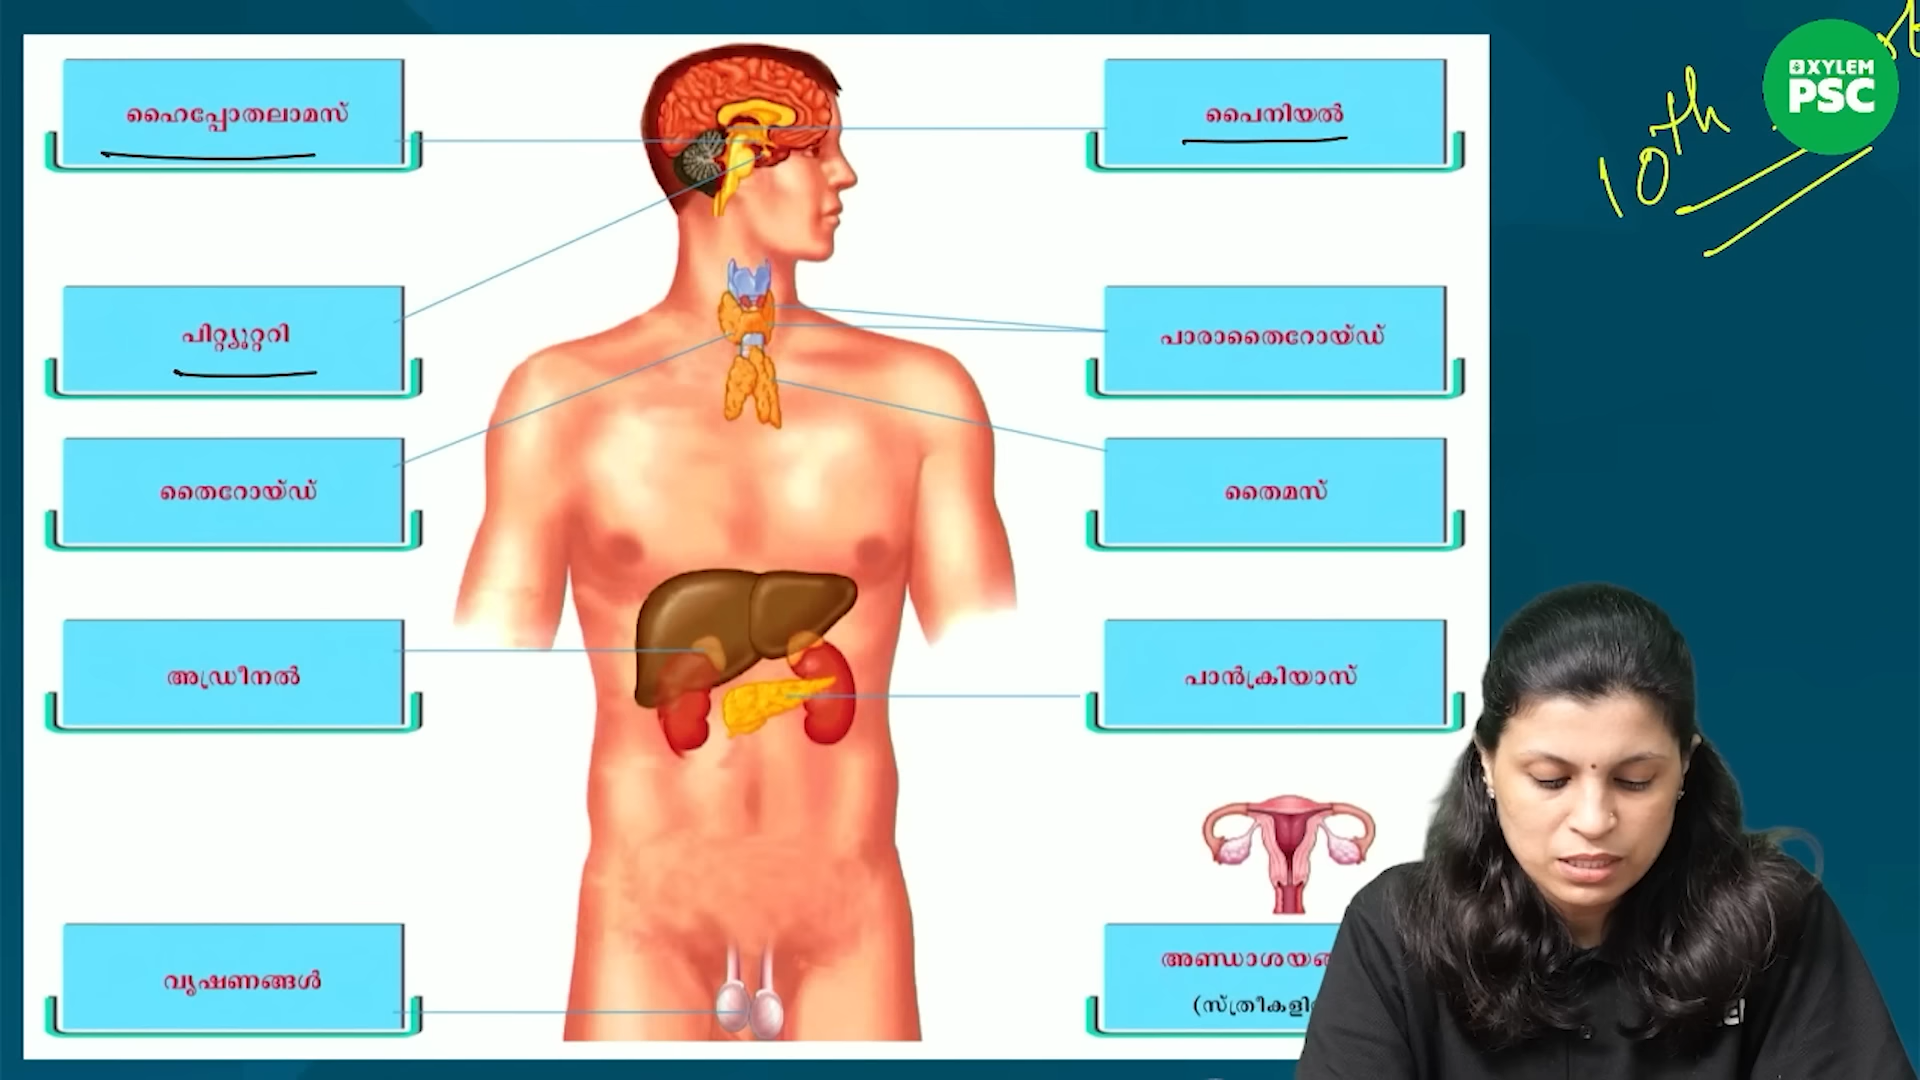 ഹൈപ്പോതലാമസ്
പൈനിയൽ
10th
XYLEM
PSC
പിറ്റ്യൂറ്ററി
പാരാതൈറോയ്ഡ്
തൈറോയ്ഡ്
തൈമസ്
അഡ്രീനൽ
പാൻക്രിയാസ്
വൃഷണങ്ങൾ